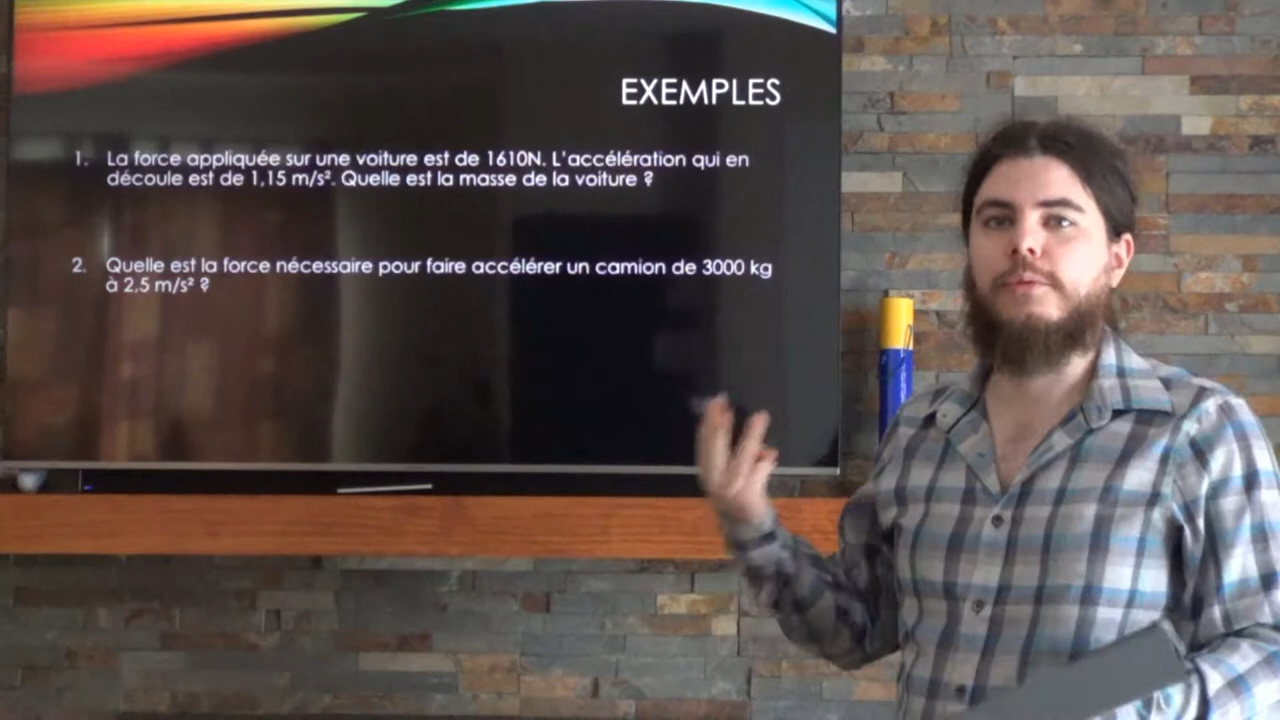 EXEMPLES
1. La force appliquée sur une voiture est de 1610N. L'accélération qui en
découle est de 1,15 m/s². Quelle est la masse de la voiture ?
2. Quelle est la force nécessaire pour faire accélérer un camion de 3000 kg
à 2,5 m/s² ?